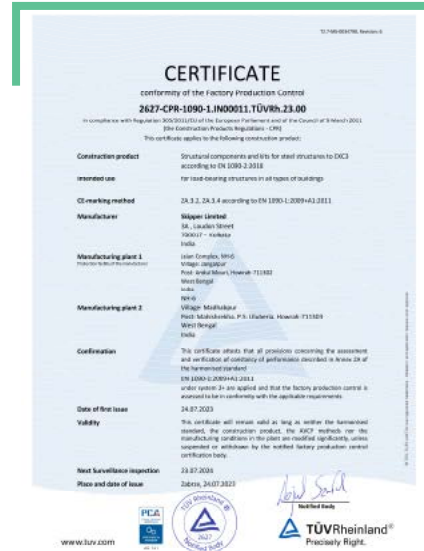 CERTIFICATE
conformity of the Factory Production Control
2627-CPR-1090-1.IN00011.TÜVRh.23.00
In compliance with Regulation 305/2011/EU of the European Parliament and of the Council of 9 March 2011
(the Construction Products Regulations - CPR)
This certificate applies to the following construction product:
Construction product Structural components and kits for steel structures to EXC3
according to EN 1090-2:2018
Intended use for load-bearing structures in all types of buildings
CE-marking method ZA.3.2, ZA.3.4 according to EN 1090-1:2009+A1:2011
Manufacturer Skipper Limited
3A, Loudon Street
700017 – Kolkata
India
Manufacturing plant 1 Jalan Complex, NH-6
Village: Jangalpur
Post: Andul Mouri, Howrah 711302
West Bengal
India
NH-6
Manufacturing plant 2 Village: Madhabpur
Post: Mahishrekha, P.S: Uluberia, Howrah-711303
West Bengal
India
Confirmation This certificate attests that all provisions concerning the assessment
and verification of constancy of performance described in Annex ZA of
the harmonised standard
EN 1090-1:2009+A1:2011
under system 2+ are applied and that the factory production control is
assessed to be in conformity with the applicable requirements.
Date of first issue 24.07.2023
Validity This certificate will remain valid as long as neither the harmonised
standard, the construction product, the AVCP methods nor the
manufacturing conditions in the plant are modified significantly, unless
suspended or withdrawn by the notified factory production control
certification body.
Next Surveillance inspection 23.07.2024
Place and date of issue Zabrze, 24.07.2023
Notified Body
TÜV Rheinland
2627
Notified Body
PCA
www.tuv.com
TÜVRheinland®
Precisely Right.